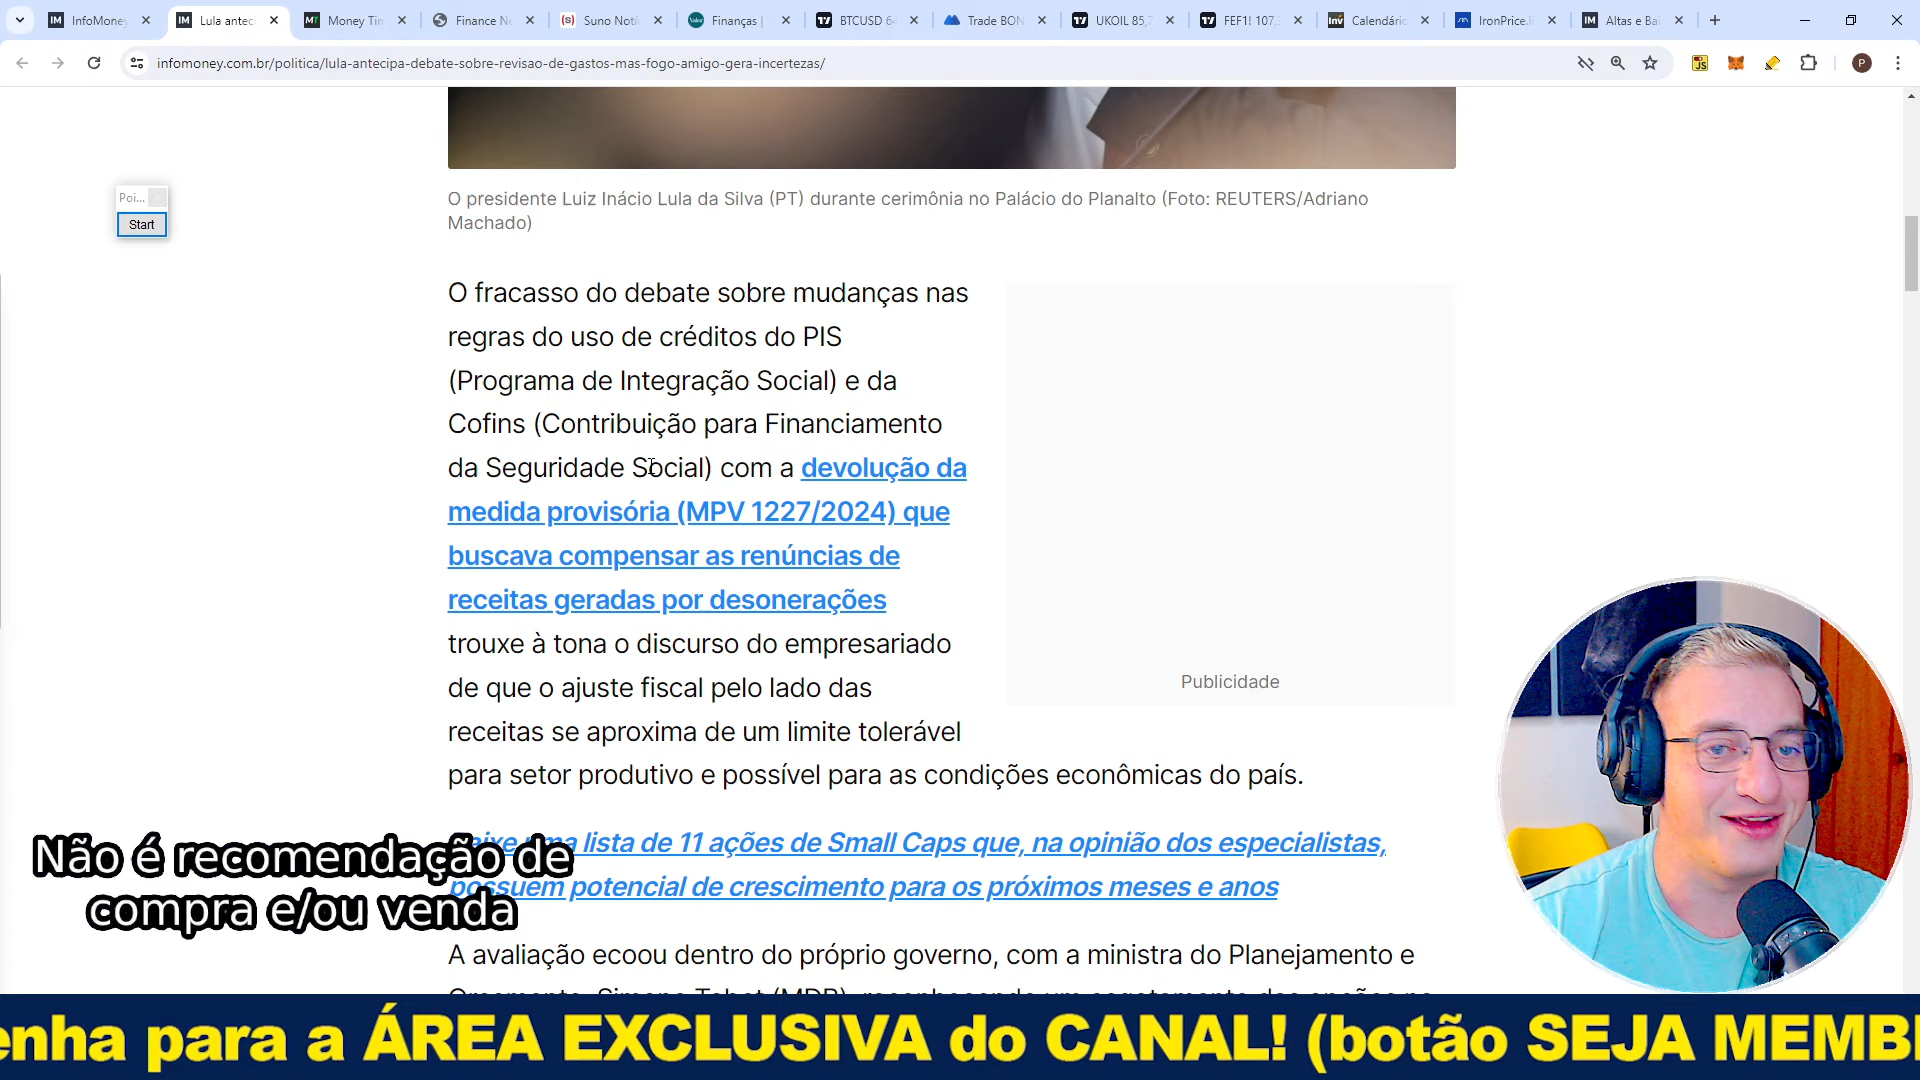 InfoMoney
Lula anteci
Money Tim
Finance Ne
Suno Notí
Finanças |
BTCUSD 64
Trade BON
UKOIL 85,7
FEF1! 107,
Calendário
IronPrice.li
Altas e Bai
infomoney.com.br/politica/lula-antecipa-debate-sobre-revisao-de-gastos-mas-fogo-amigo-gera-incertezas/
P
Poi...
Start
O presidente Luiz Inácio Lula da Silva (PT) durante cerimônia no Palácio do Planalto (Foto: REUTERS/Adriano
Machado)
O fracasso do debate sobre mudanças nas
regras do uso de créditos do PIS
(Programa de Integração Social) e da
Cofins (Contribuição para Financiamento
da Seguridade Social) com a devolução da
medida provisória (MPV 1227/2024) que
buscava compensar as renúncias de
receitas geradas por desonerações
trouxe à tona o discurso do empresariado
de que o ajuste fiscal pelo lado das
receitas se aproxima de um limite tolerável
para setor produtivo e possível para as condições econômicas do país.
Publicidade
lista de 11 ações de Small Caps que, na opinião dos especialistas,
possuem potencial de crescimento para os próximos meses e anos
A avaliação ecoou dentro do próprio governo, com a ministra do Planejamento e
Não é recomendação de
compra e/ou venda
enha para a ÁREA EXCLUSIVA do CANAL! (botão SEJA MEMB